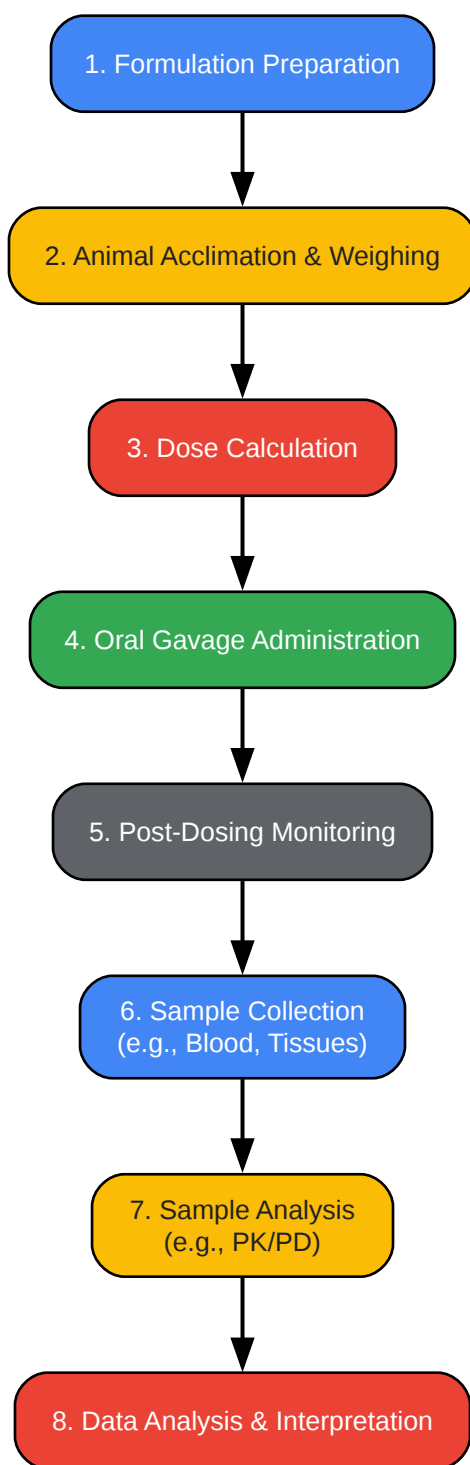 1. Formulation Preparation
2. Animal Acclimation & Weighing
3. Dose Calculation
4. Oral Gavage Administration
5. Post-Dosing Monitoring
6. Sample Collection
(e.g., Blood, Tissues)
7. Sample Analysis
(e.g., PK/PD)
8. Data Analysis & Interpretation